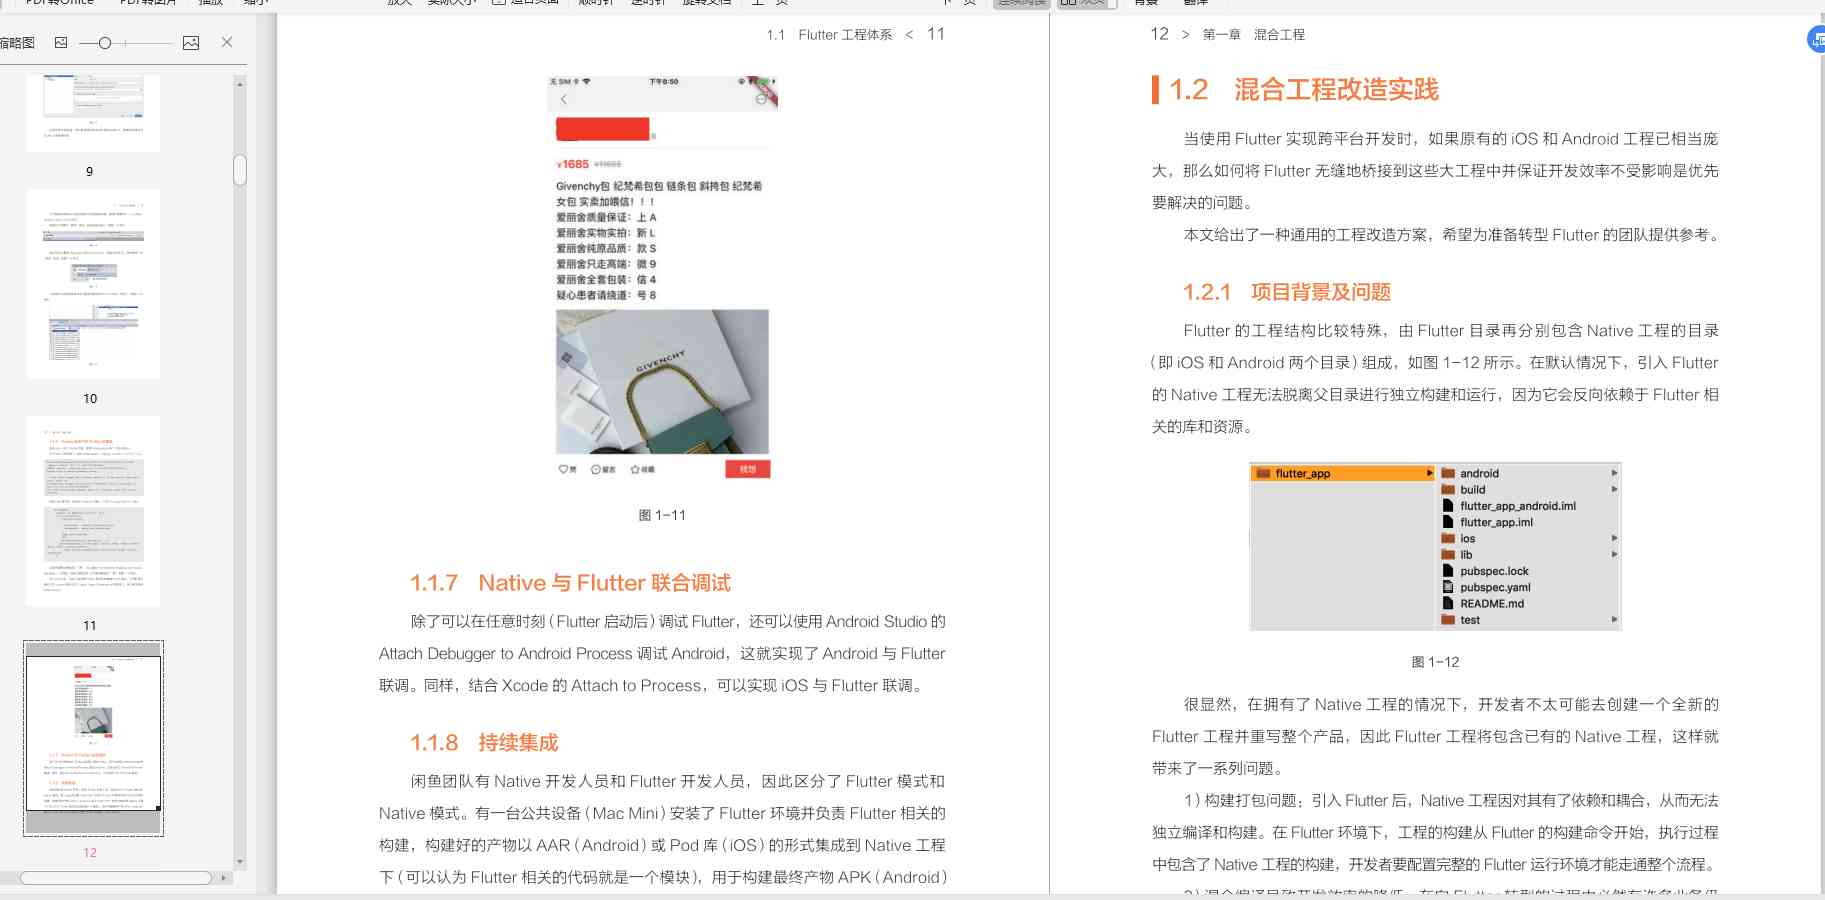 缩略图
9
10
11
12
1.1 Flutter 工程体系 < 11
无 SIM
下午8:50
¥1685 ¥11688
Givenchy包 纪梵希包包 链条包 斜挎包 纪梵希
女包 实卖加喂信！！！
爱丽舍质量保证：上 A
爱丽舍实物实拍：新 L
爱丽舍纯原品质：款 S
爱丽舍只走高端：微 9
爱丽舍全套包装：信 4
疑心患者请绕道：号 8
GIVENCHY
赞 留言 收藏 我想
图 1-11
1.1.7 Native 与 Flutter 联合调试
除了可以在任意时刻（Flutter 启动后）调试 Flutter，还可以使用 Android Studio 的
Attach Debugger to Android Process 调试 Android，这就实现了 Android 与 Flutter
联调。同样，结合 Xcode 的 Attach to Process，可以实现 iOS 与 Flutter 联调。
1.1.8 持续集成
闲鱼团队有 Native 开发人员和 Flutter 开发人员，因此区分了 Flutter 模式和
Native 模式。有一台公共设备（Mac Mini）安装了 Flutter 环境并负责 Flutter 相关的
构建，构建好的产物以 AAR（Android）或 Pod 库（iOS）的形式集成到 Native 工程
下（可以认为 Flutter 相关的代码就是一个模块），用于构建最终产物 APK（Android）
12 > 第一章 混合工程
1.2 混合工程改造实践
当使用 Flutter 实现跨平台开发时，如果原有的 iOS 和 Android 工程已相当庞
大，那么如何将 Flutter 无缝地桥接到这些大工程中并保证开发效率不受影响是优先
要解决的问题。
本文给出了一种通用的工程改造方案，希望为准备转型 Flutter 的团队提供参考。
1.2.1 项目背景及问题
Flutter 的工程结构比较特殊，由 Flutter 目录再分别包含 Native 工程的目录
（即 iOS 和 Android 两个目录）组成，如图 1-12 所示。在默认情况下，引入 Flutter
的 Native 工程无法脱离父目录进行独立构建和运行，因为它会反向依赖于 Flutter 相
关的库和资源。
flutter_app
android
build
flutter_app_android.iml
flutter_app.iml
ios
lib
pubspec.lock
pubspec.yaml
README.md
test
图 1-12
很显然，在拥有了 Native 工程的情况下，开发者不太可能去创建一个全新的
Flutter 工程并重写整个产品，因此 Flutter 工程将包含已有的 Native 工程，这样就
带来了一系列问题。
1）构建打包问题：引入 Flutter 后，Native 工程因对其有了依赖和耦合，从而无法
独立编译和构建。在 Flutter 环境下，工程的构建从 Flutter 的构建命令开始，执行过程
中包含了 Native 工程的构建，开发者要配置完整的 Flutter 运行环境才能走通整个流程。